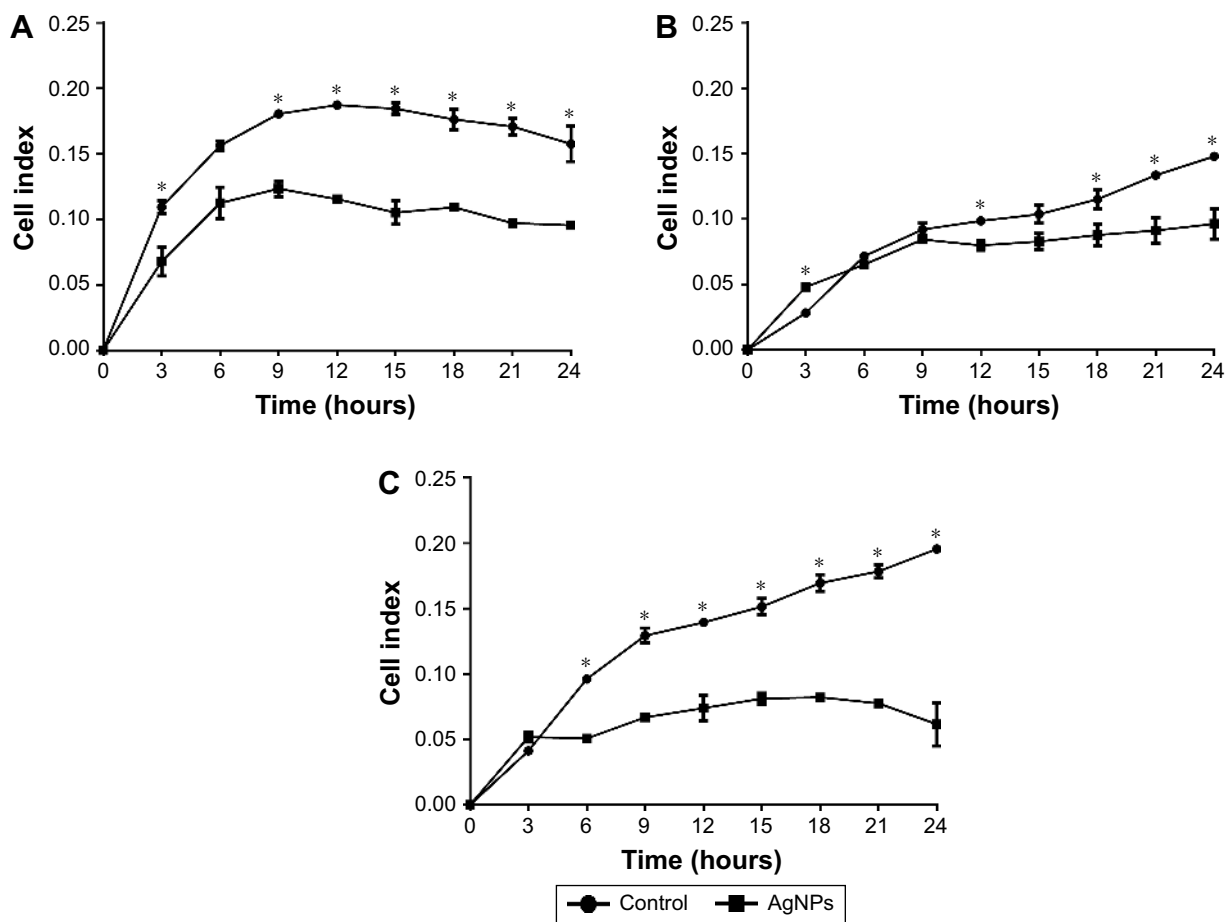 A
0.25
0.20
0.15
0.10
0.05
0.00
Cell index
* * * * * * *
0 3 6 9 12 15 18 21 24
Time (hours)
B
0.25
0.20
0.15
0.10
0.05
0.00
Cell index
* * * * *
0 3 6 9 12 15 18 21 24
Time (hours)
C
0.25
0.20
0.15
0.10
0.05
0.00
Cell index
* * * * * * *
0 3 6 9 12 15 18 21 24
Time (hours)
Control AgNPs